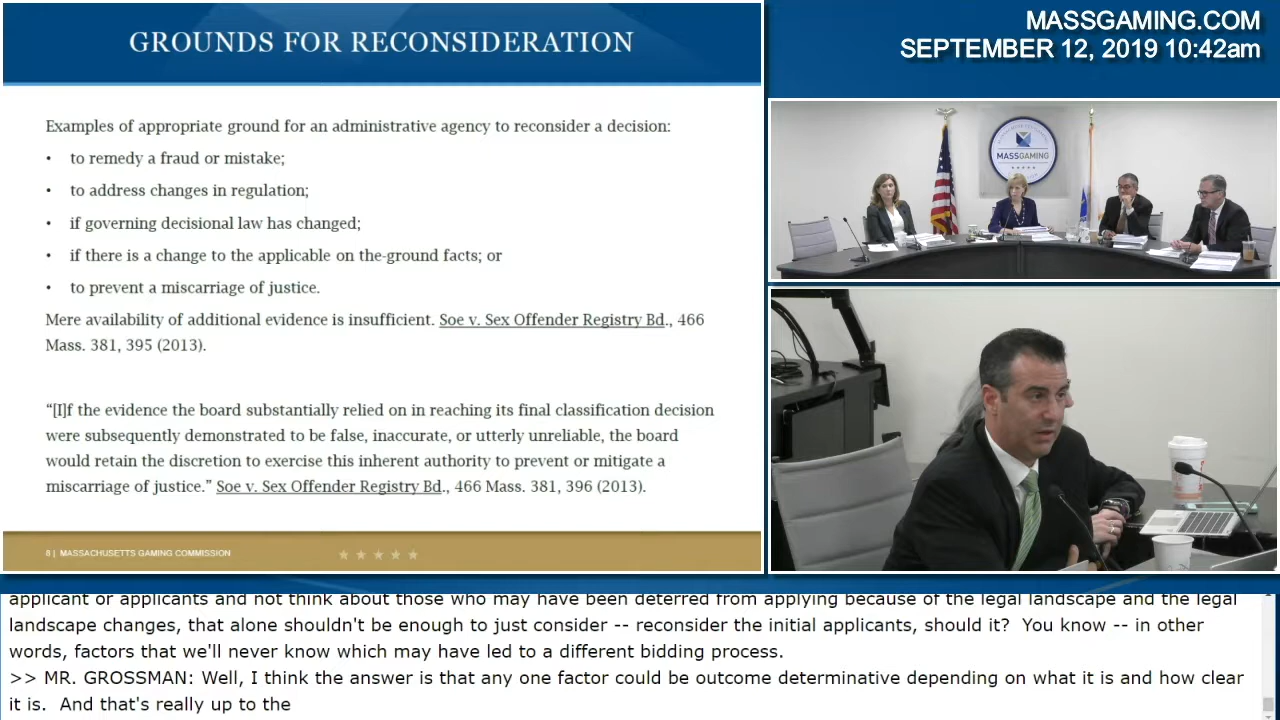 GROUNDS FOR RECONSIDERATION
Examples of appropriate ground for an administrative agency to reconsider a decision:
• to remedy a fraud or mistake;
• to address changes in regulation;
• if governing decisional law has changed;
• if there is a change to the applicable on the-ground facts; or
• to prevent a miscarriage of justice.
Mere availability of additional evidence is insufficient. Soe v. Sex Offender Registry Bd., 466
Mass. 381, 395 (2013).
“[I]f the evidence the board substantially relied on in reaching its final classification decision
were subsequently demonstrated to be false, inaccurate, or utterly unreliable, the board
would retain the discretion to exercise this inherent authority to prevent or mitigate a
miscarriage of justice.” Soe v. Sex Offender Registry Bd., 466 Mass. 381, 396 (2013).
8 | MASSACHUSETTS GAMING COMMISSION
MASSGAMING.COM
SEPTEMBER 12, 2019 10:42am
MASSGAMING
applicant or applicants and not think about those who may have been deterred from applying because of the legal landscape and the legal
landscape changes, that alone shouldn't be enough to just consider -- reconsider the initial applicants, should it?  You know -- in other
words, factors that we'll never know which may have led to a different bidding process.
>> MR. GROSSMAN: Well, I think the answer is that any one factor could be outcome determinative depending on what it is and how clear
it is.  And that's really up to the